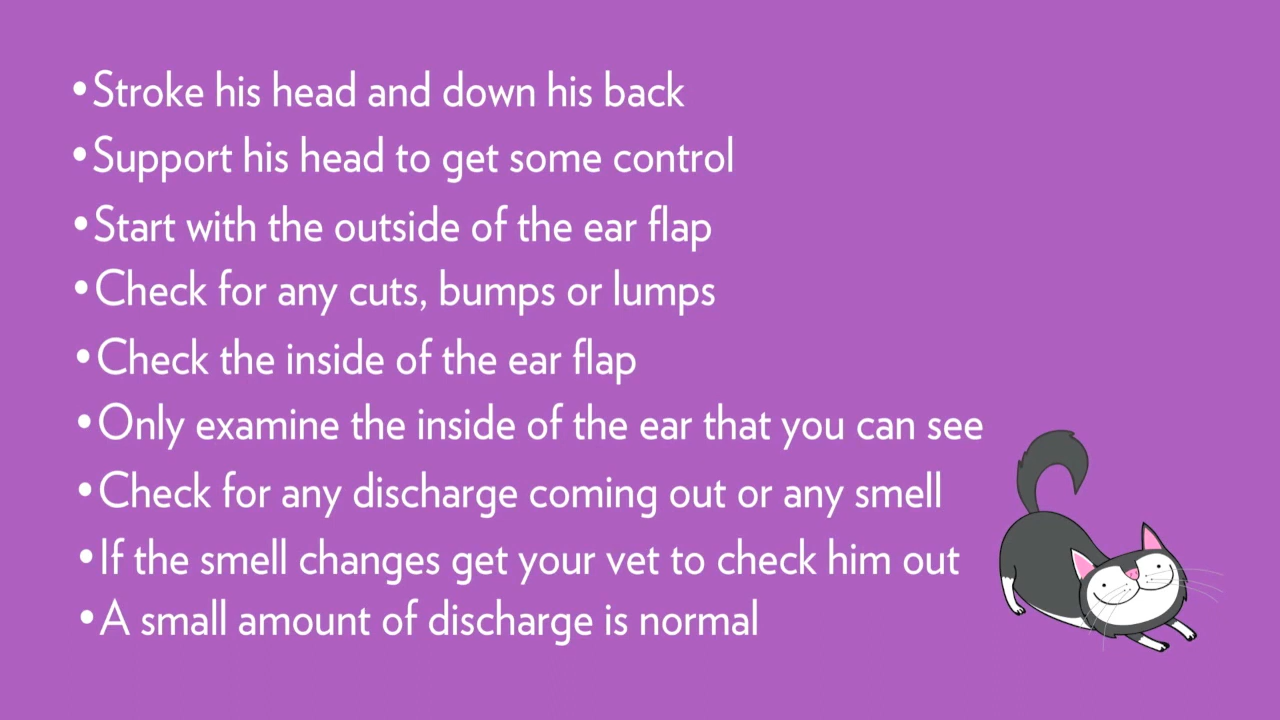 •Stroke his head and down his back
•Support his head to get some control
•Start with the outside of the ear flap
•Check for any cuts, bumps or lumps
•Check the inside of the ear flap
•Only examine the inside of the ear that you can see
•Check for any discharge coming out or any smell
•If the smell changes get your vet to check him out
•A small amount of discharge is normal